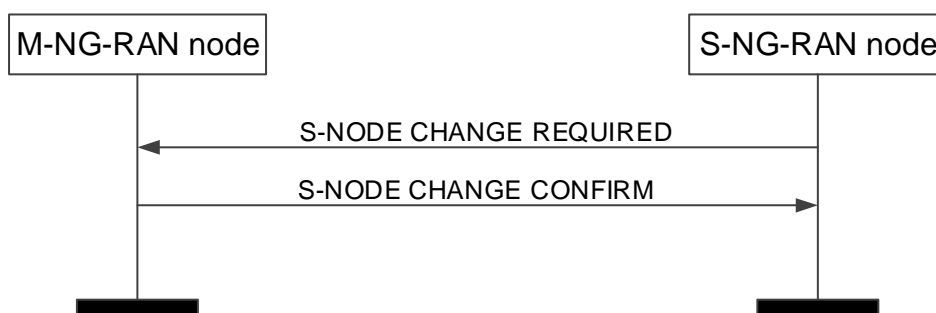 M-NG-RAN node
S-NG-RAN node
S-NODE CHANGE REQUIRED
S-NODE CHANGE CONFIRM